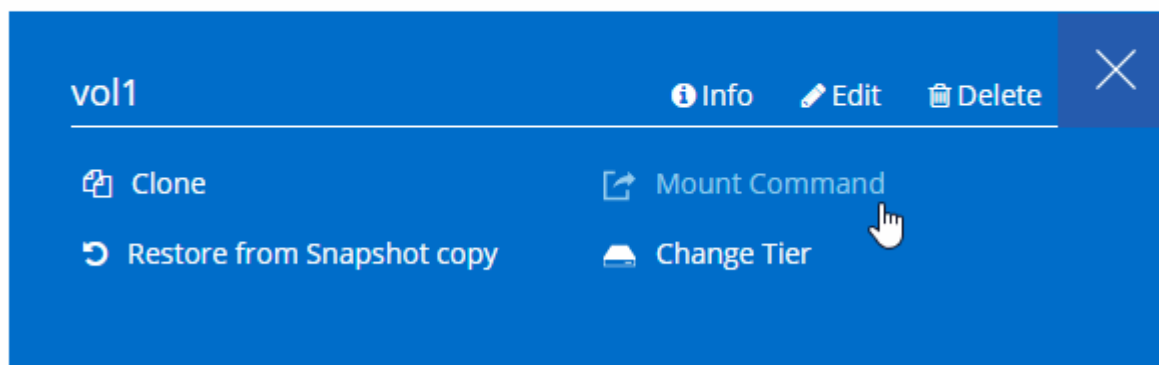 vol1 Info Edit Delete
Clone Mount Command
Restore from Snapshot copy Change Tier